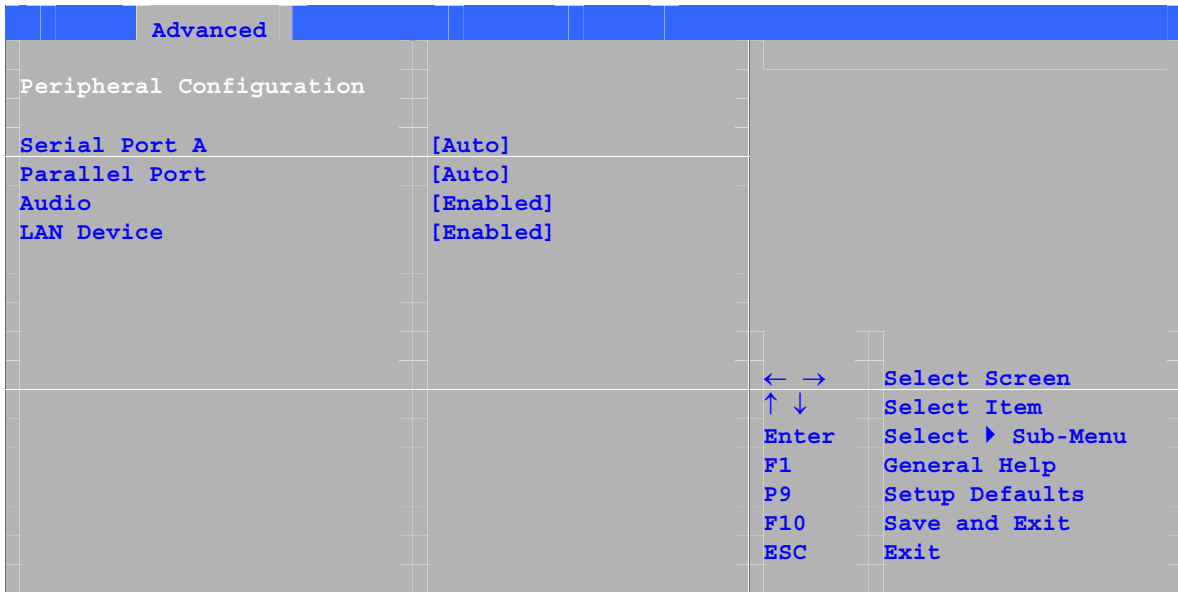 Advanced
Peripheral Configuration
Serial Port A [Auto]
Parallel Port [Auto]
Audio [Enabled]
LAN Device [Enabled]
← → Select Screen
↑ ↓ Select Item
Enter Select ▶ Sub-Menu
F1 General Help
P9 Setup Defaults
F10 Save and Exit
ESC Exit